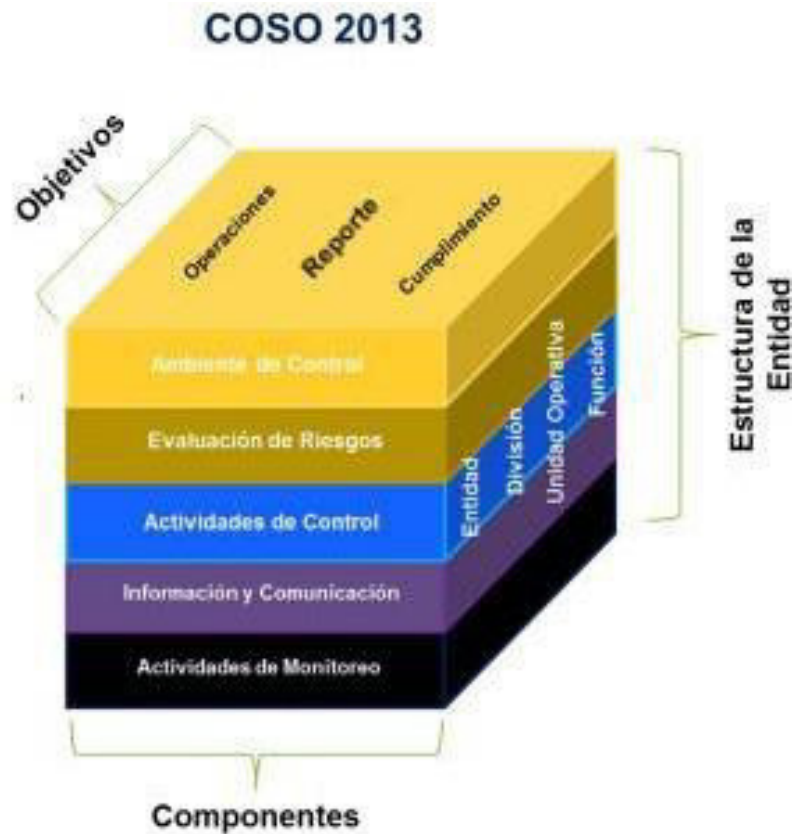 COSO 2013
Objetivos
Operaciones
Reporte
Cumplimiento
Ambiente de Control
Evaluación de Riesgos
Actividades de Control
Información y Comunicación
Actividades de Monitoreo
Entidad
División
Unidad Operativa
Función
Estructura de la
Entidad
Componentes